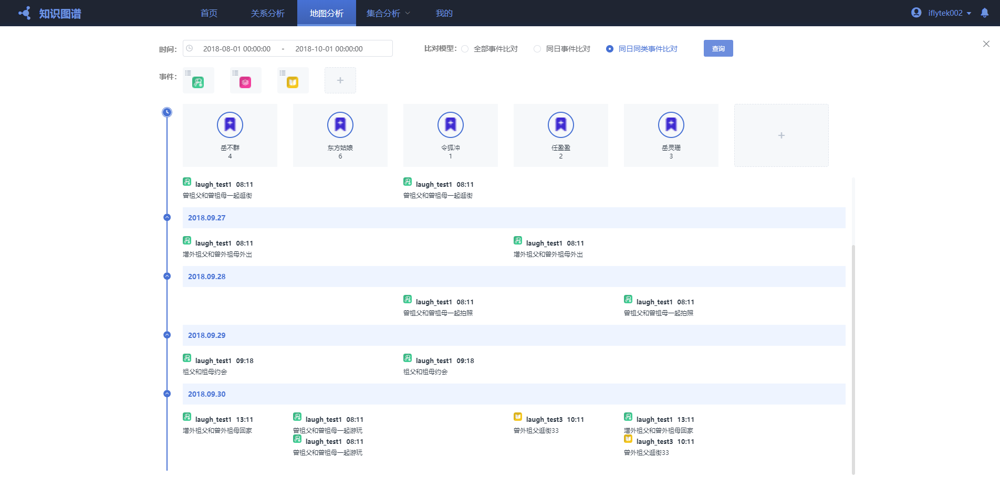 知识图谱
首页 关系分析 地图分析 集合分析 我的 iflytek002
时间: 2018-08-01 00:00:00 - 2018-10-01 00:00:00 比对模型: 全部事件比对 同日事件比对 同日同类事件比对 查询
事件:
岳不群 东方姑娘 令狐冲 任盈盈 岳灵珊
4 6 1 2 3
laugh_test1 08:11 laugh_test1 08:11
曾祖父和曾祖母一起逛街 曾祖父和曾祖母一起逛街
2018.09.27
laugh_test1 08:11 laugh_test1 08:11
增外祖父和曾外祖母外出 增外祖父和曾外祖母外出
2018.09.28
laugh_test1 08:11 laugh_test1 08:11
曾祖父和曾祖母一起拍照 曾祖父和曾祖母一起拍照
2018.09.29
laugh_test1 09:18 laugh_test1 09:18
祖父和祖母约会 祖父和祖母约会
2018.09.30
laugh_test1 13:11 laugh_test1 08:11 laugh_test3 10:11 laugh_test1 13:11
增外祖父和曾外祖母回家 曾祖父和曾祖母一起游玩 曾外祖父逛街33 增外祖父和曾外祖母回家
laugh_test1 08:11 laugh_test3 10:11
曾祖父和曾祖母一起游玩 曾外祖父逛街33